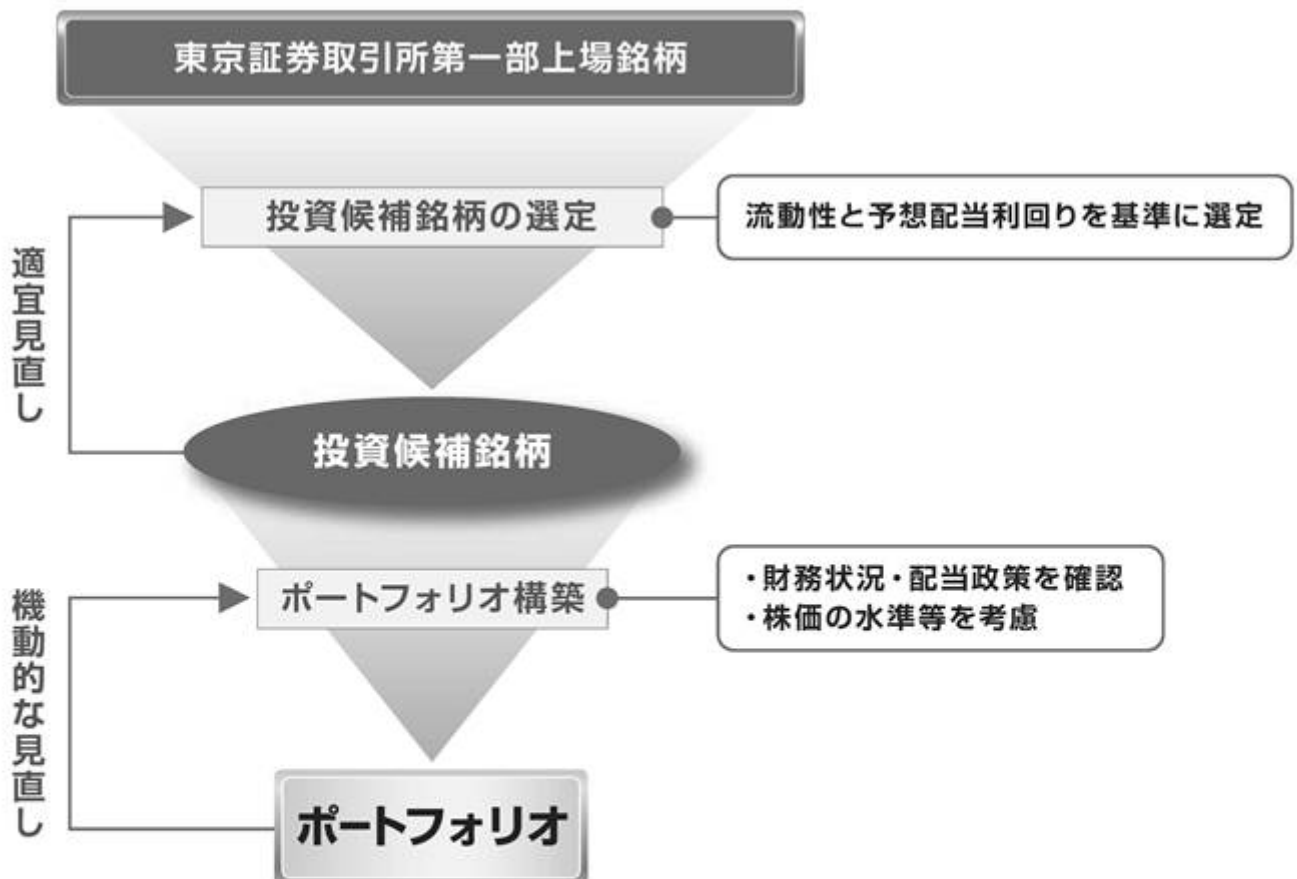 東京証券取引所第一部上場銘柄
投資候補銘柄の選定
流動性と予想配当利回りを基準に選定
適宜見直し
投資候補銘柄
ポートフォリオ構築
・財務状況・配当政策を確認
・株価の水準等を考慮
機動的な見直し
ポートフォリオ